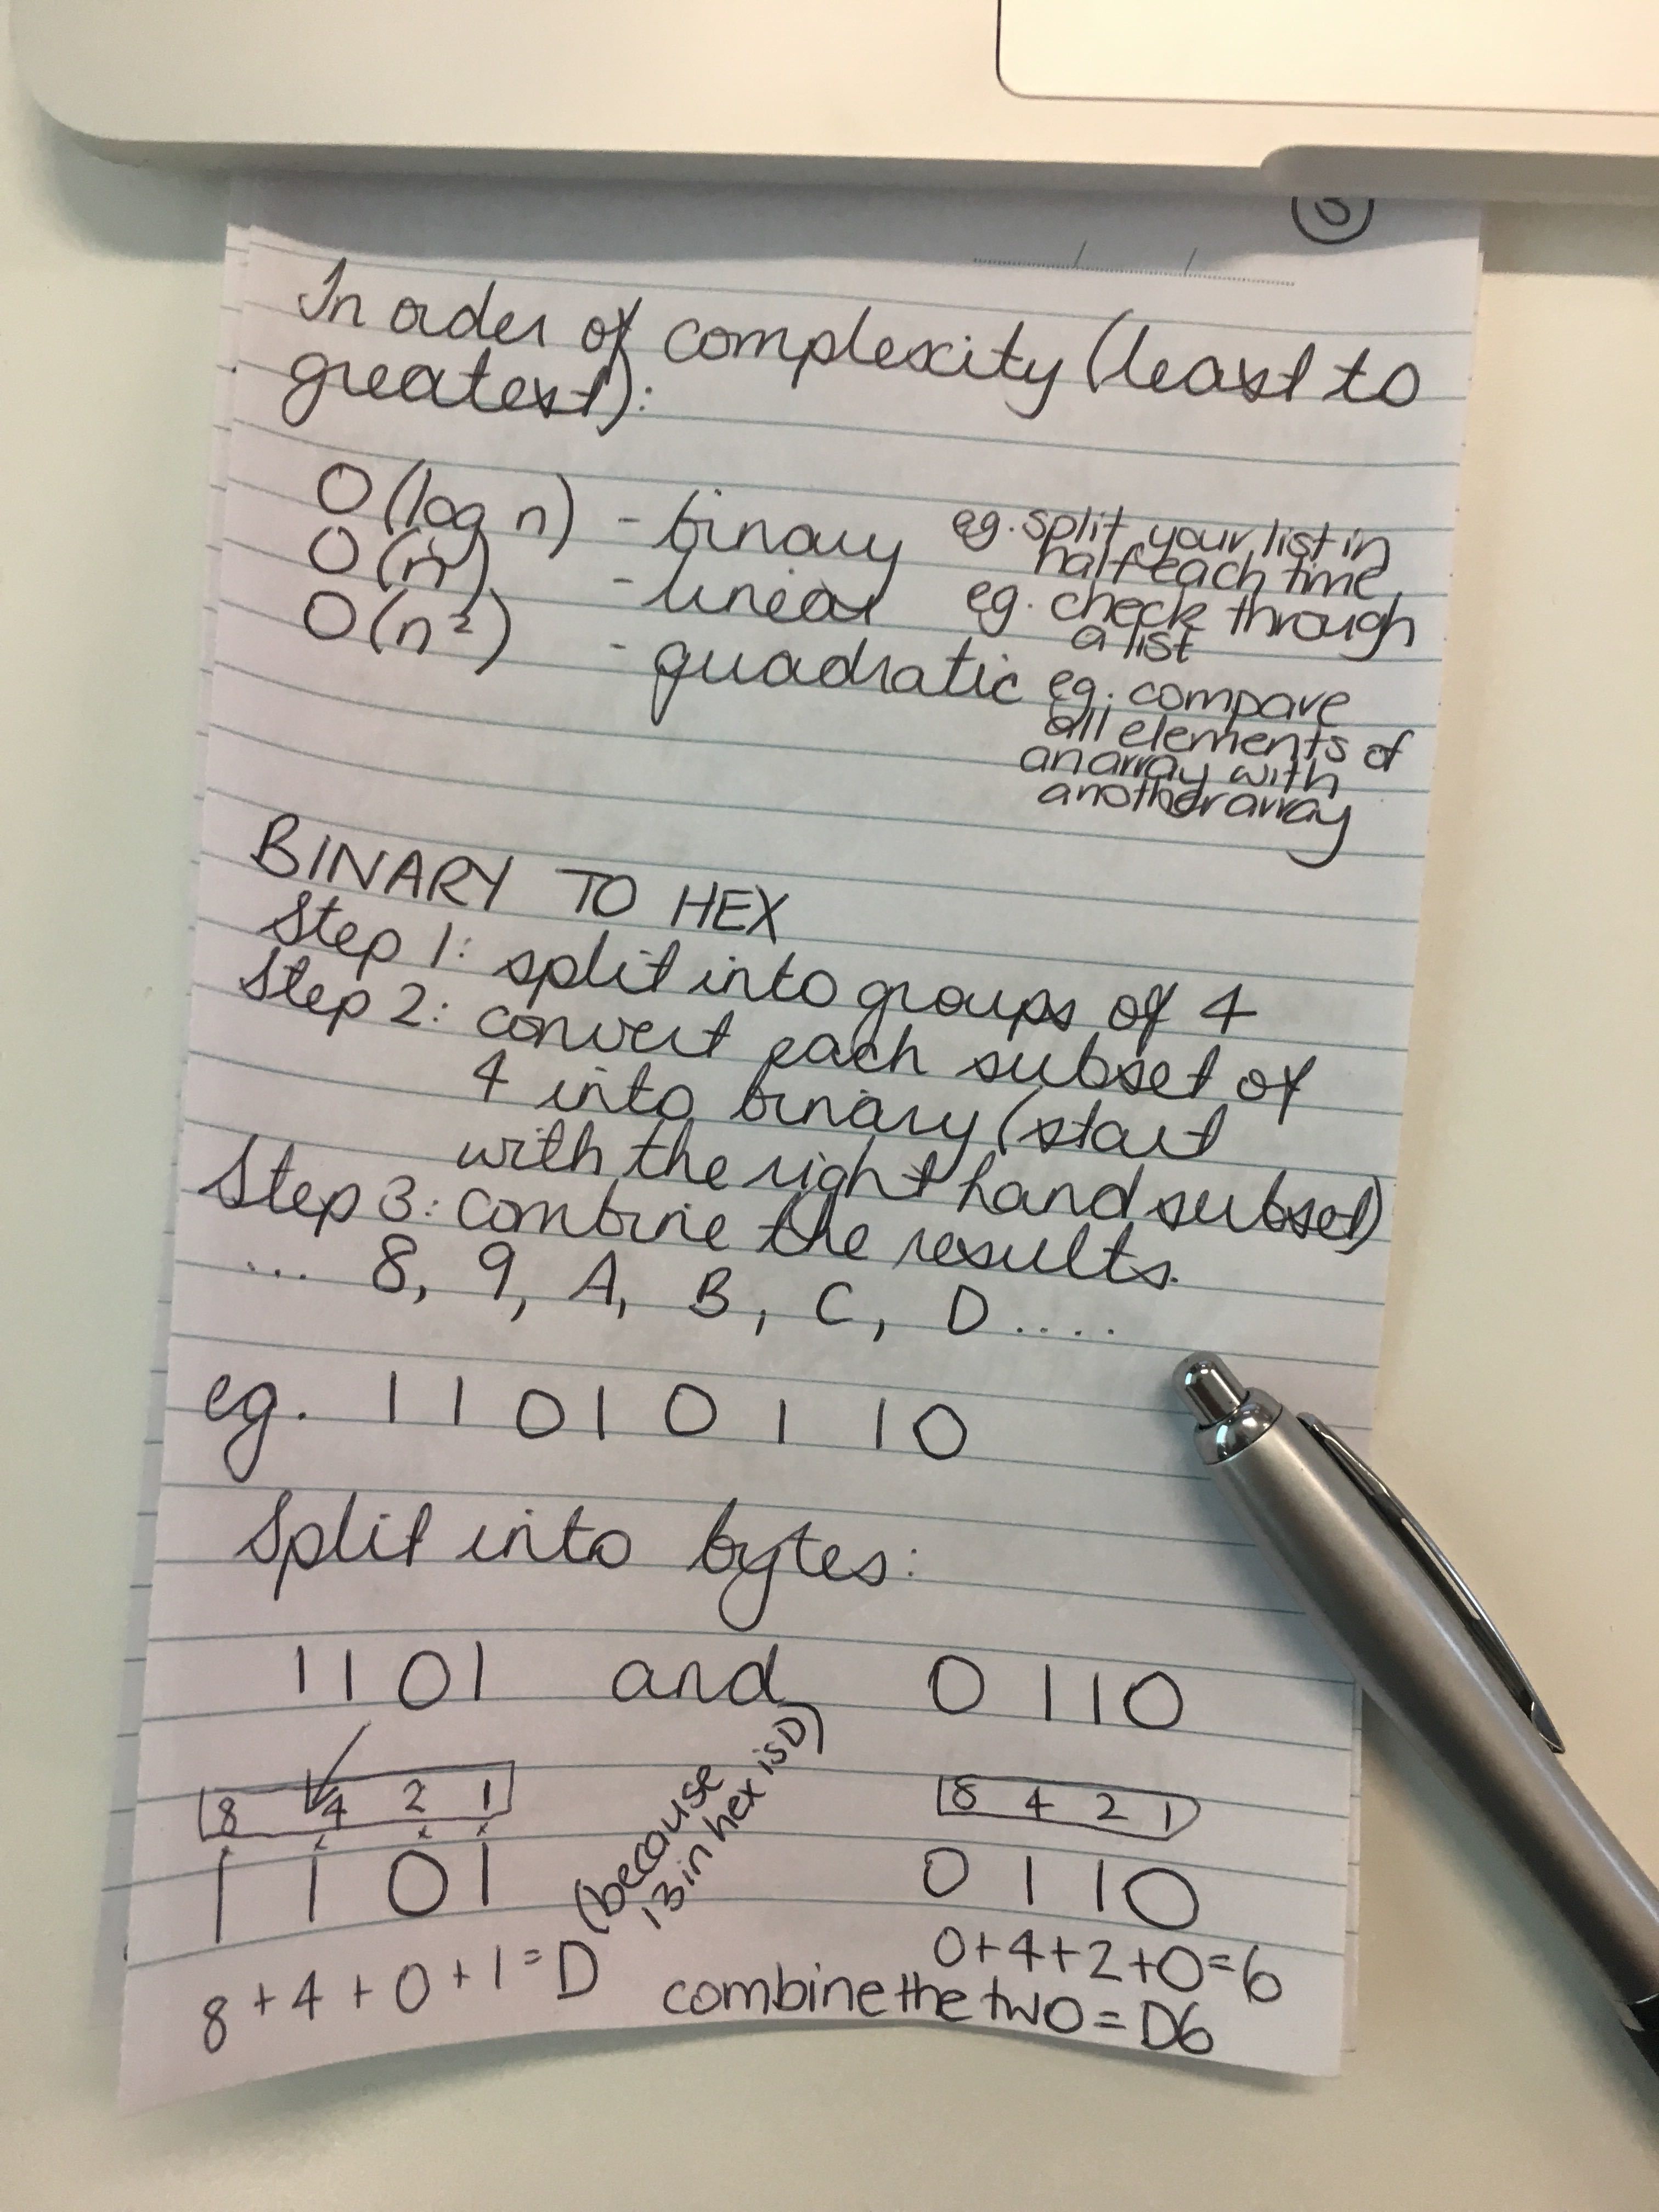 3
In order of complexity (least to
greatest):
O(log n) - binary eg. split your list in
half each time
O(n) - linear eg. check through
a list
O(n²) - quadratic eg. compare
all elements of
an array with
another array
BINARY TO HEX
Step 1: split into groups of 4
Step 2: convert each subset of
4 into binary (start
with the right hand subset)
Step 3: combine the results.
... 8, 9, A, B, C, D ....
eg. 1 1 0 1 0 1 1 0
Split into bytes:
1101 and 0110
(because
13 in hex is D)
8 4 2 1 8 4 2 1
1 1 0 1 0 1 1 0
8+4+0+1=D 0+4+2+0=6
combine the two = D6